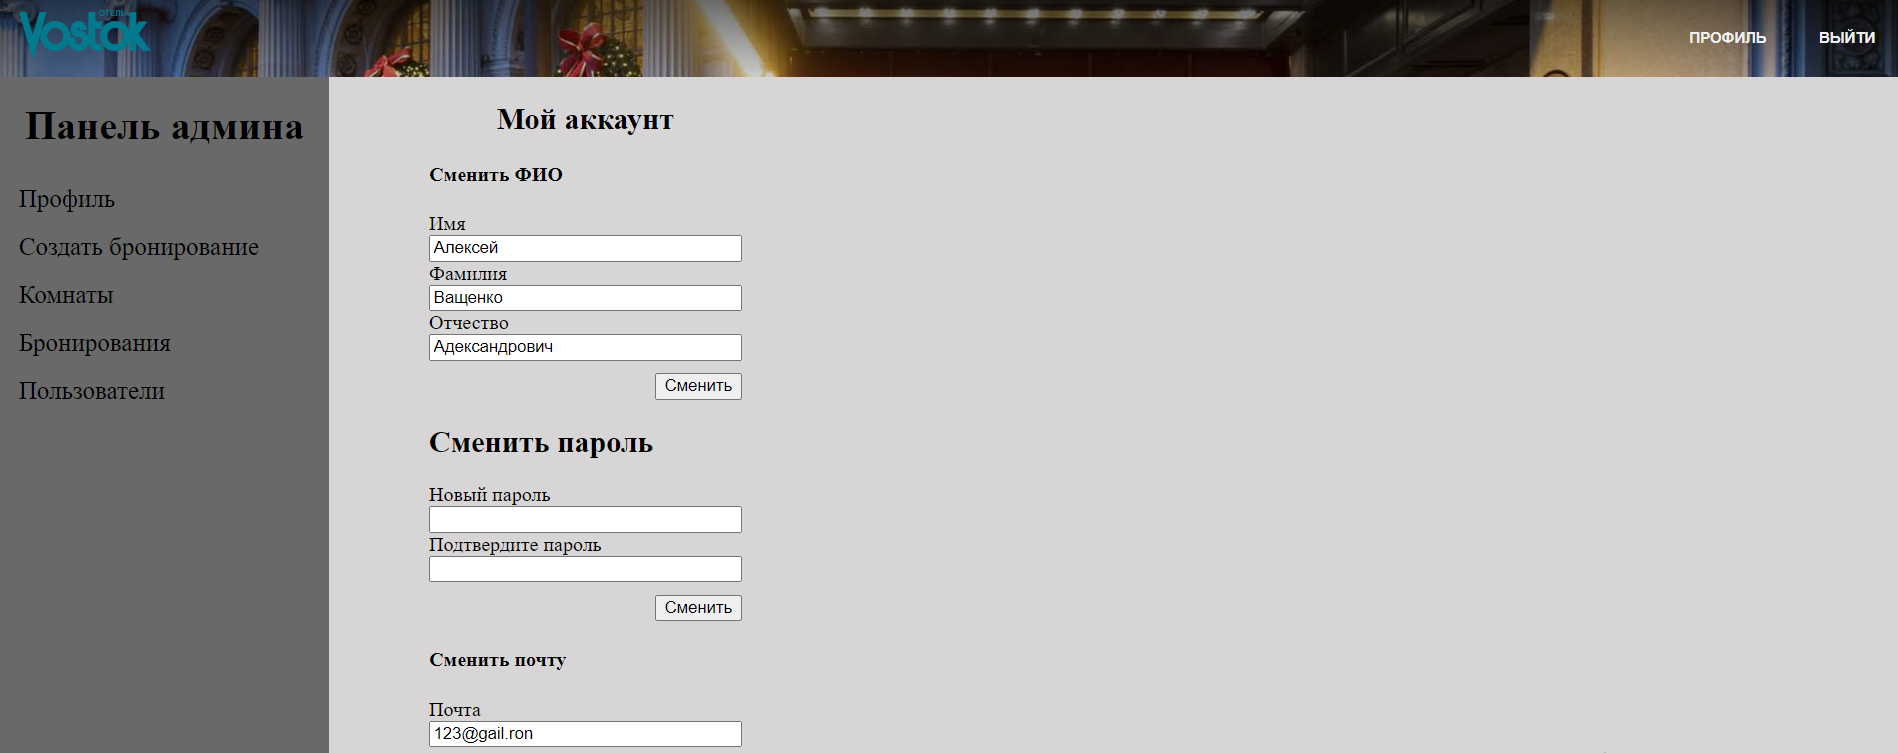 ОТЕЛЬ
Vostok
ПРОФИЛЬ
ВЫЙТИ
Панель админа
Профиль
Создать бронирование
Комнаты
Бронирования
Пользователи
Мой аккаунт
Сменить ФИО
Имя
Алексей
Фамилия
Ващенко
Отчество
Адександрович
Сменить
Сменить пароль
Новый пароль
Подтвердите пароль
Сменить
Сменить почту
Почта
123@gail.ron